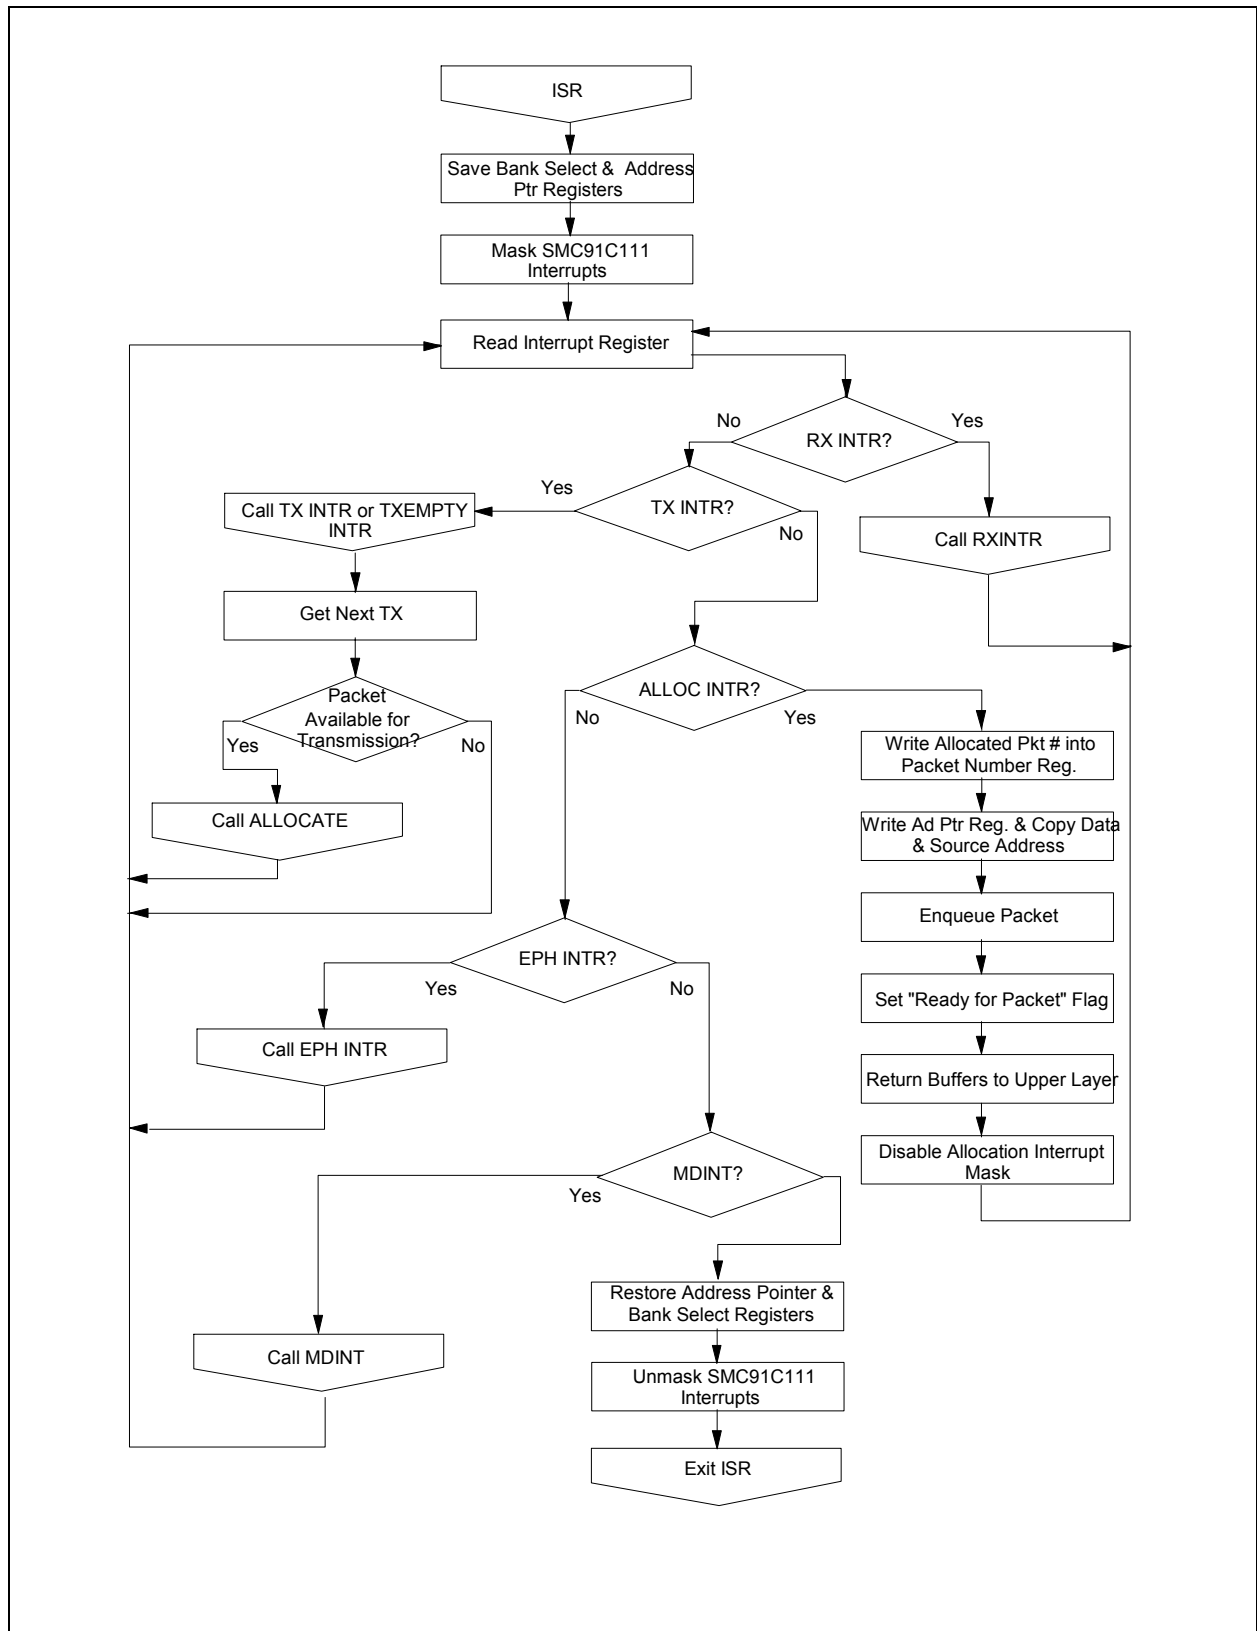 ISR
Save Bank Select & Address
Ptr Registers
Mask SMC91C111
Interrupts
Read Interrupt Register
No
Yes
RX INTR?
Yes
Call TX INTR or TXEMPTY
INTR
TX INTR?
No
Call RXINTR
Get Next TX
ALLOC INTR?
No
Yes
Packet
Available for
Transmission?
Yes
No
Write Allocated Pkt # into
Packet Number Reg.
Call ALLOCATE
Write Ad Ptr Reg. & Copy Data
& Source Address
Enqueue Packet
EPH INTR?
Yes
No
Set "Ready for Packet" Flag
Call EPH INTR
Return Buffers to Upper Layer
Disable Allocation Interrupt
Mask
MDINT?
Yes
Restore Address Pointer &
Bank Select Registers
Call MDINT
Unmask SMC91C111
Interrupts
Exit ISR